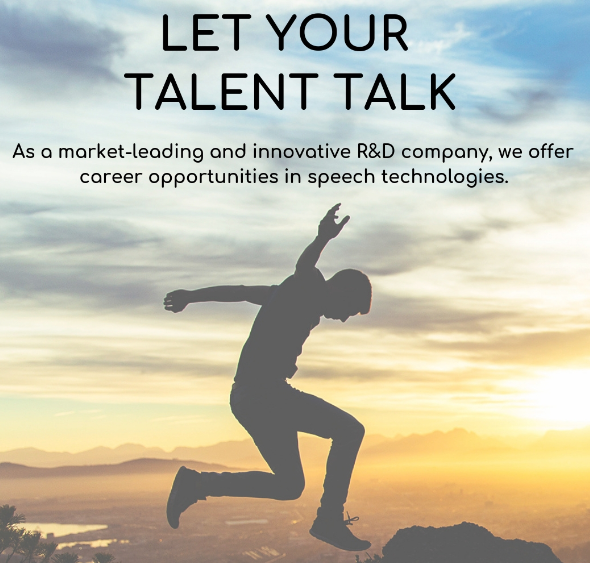 LET YOUR
TALENT TALK
As a market-leading and innovative R&D company, we offer
career opportunities in speech technologies.